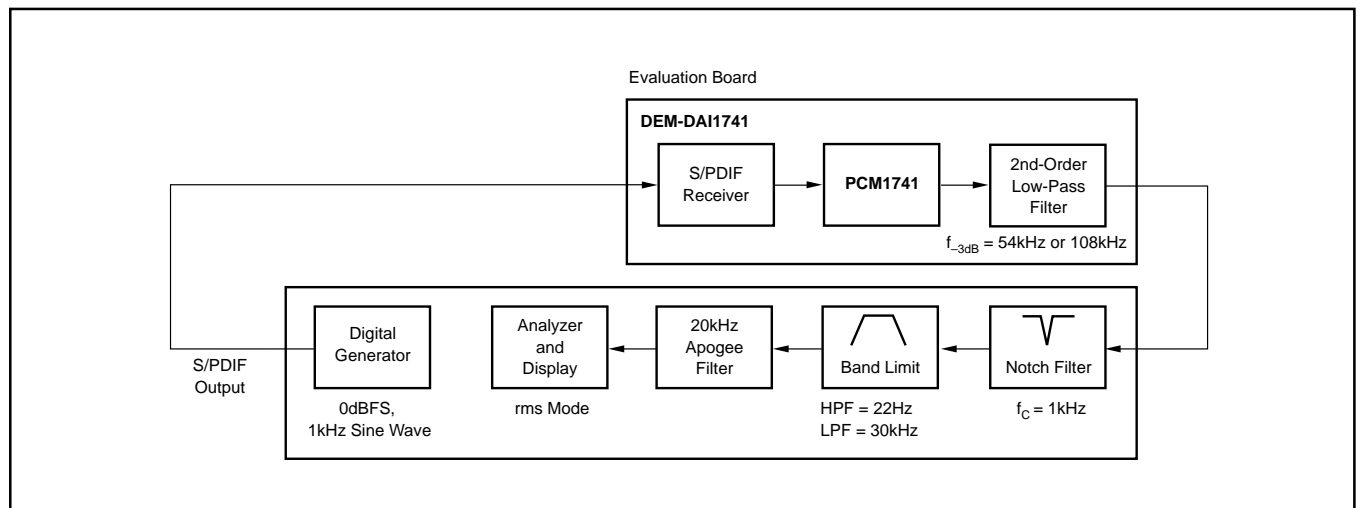 Evaluation Board
DEM-DAI1741
S/PDIF
Receiver
PCM1741
2nd-Order
Low-Pass
Filter
f–3dB = 54kHz or 108kHz
S/PDIF
Output
Digital
Generator
0dBFS,
1kHz Sine Wave
Analyzer
and
Display
rms Mode
20kHz
Apogee
Filter
Band Limit
HPF = 22Hz
LPF = 30kHz
Notch Filter
fC = 1kHz